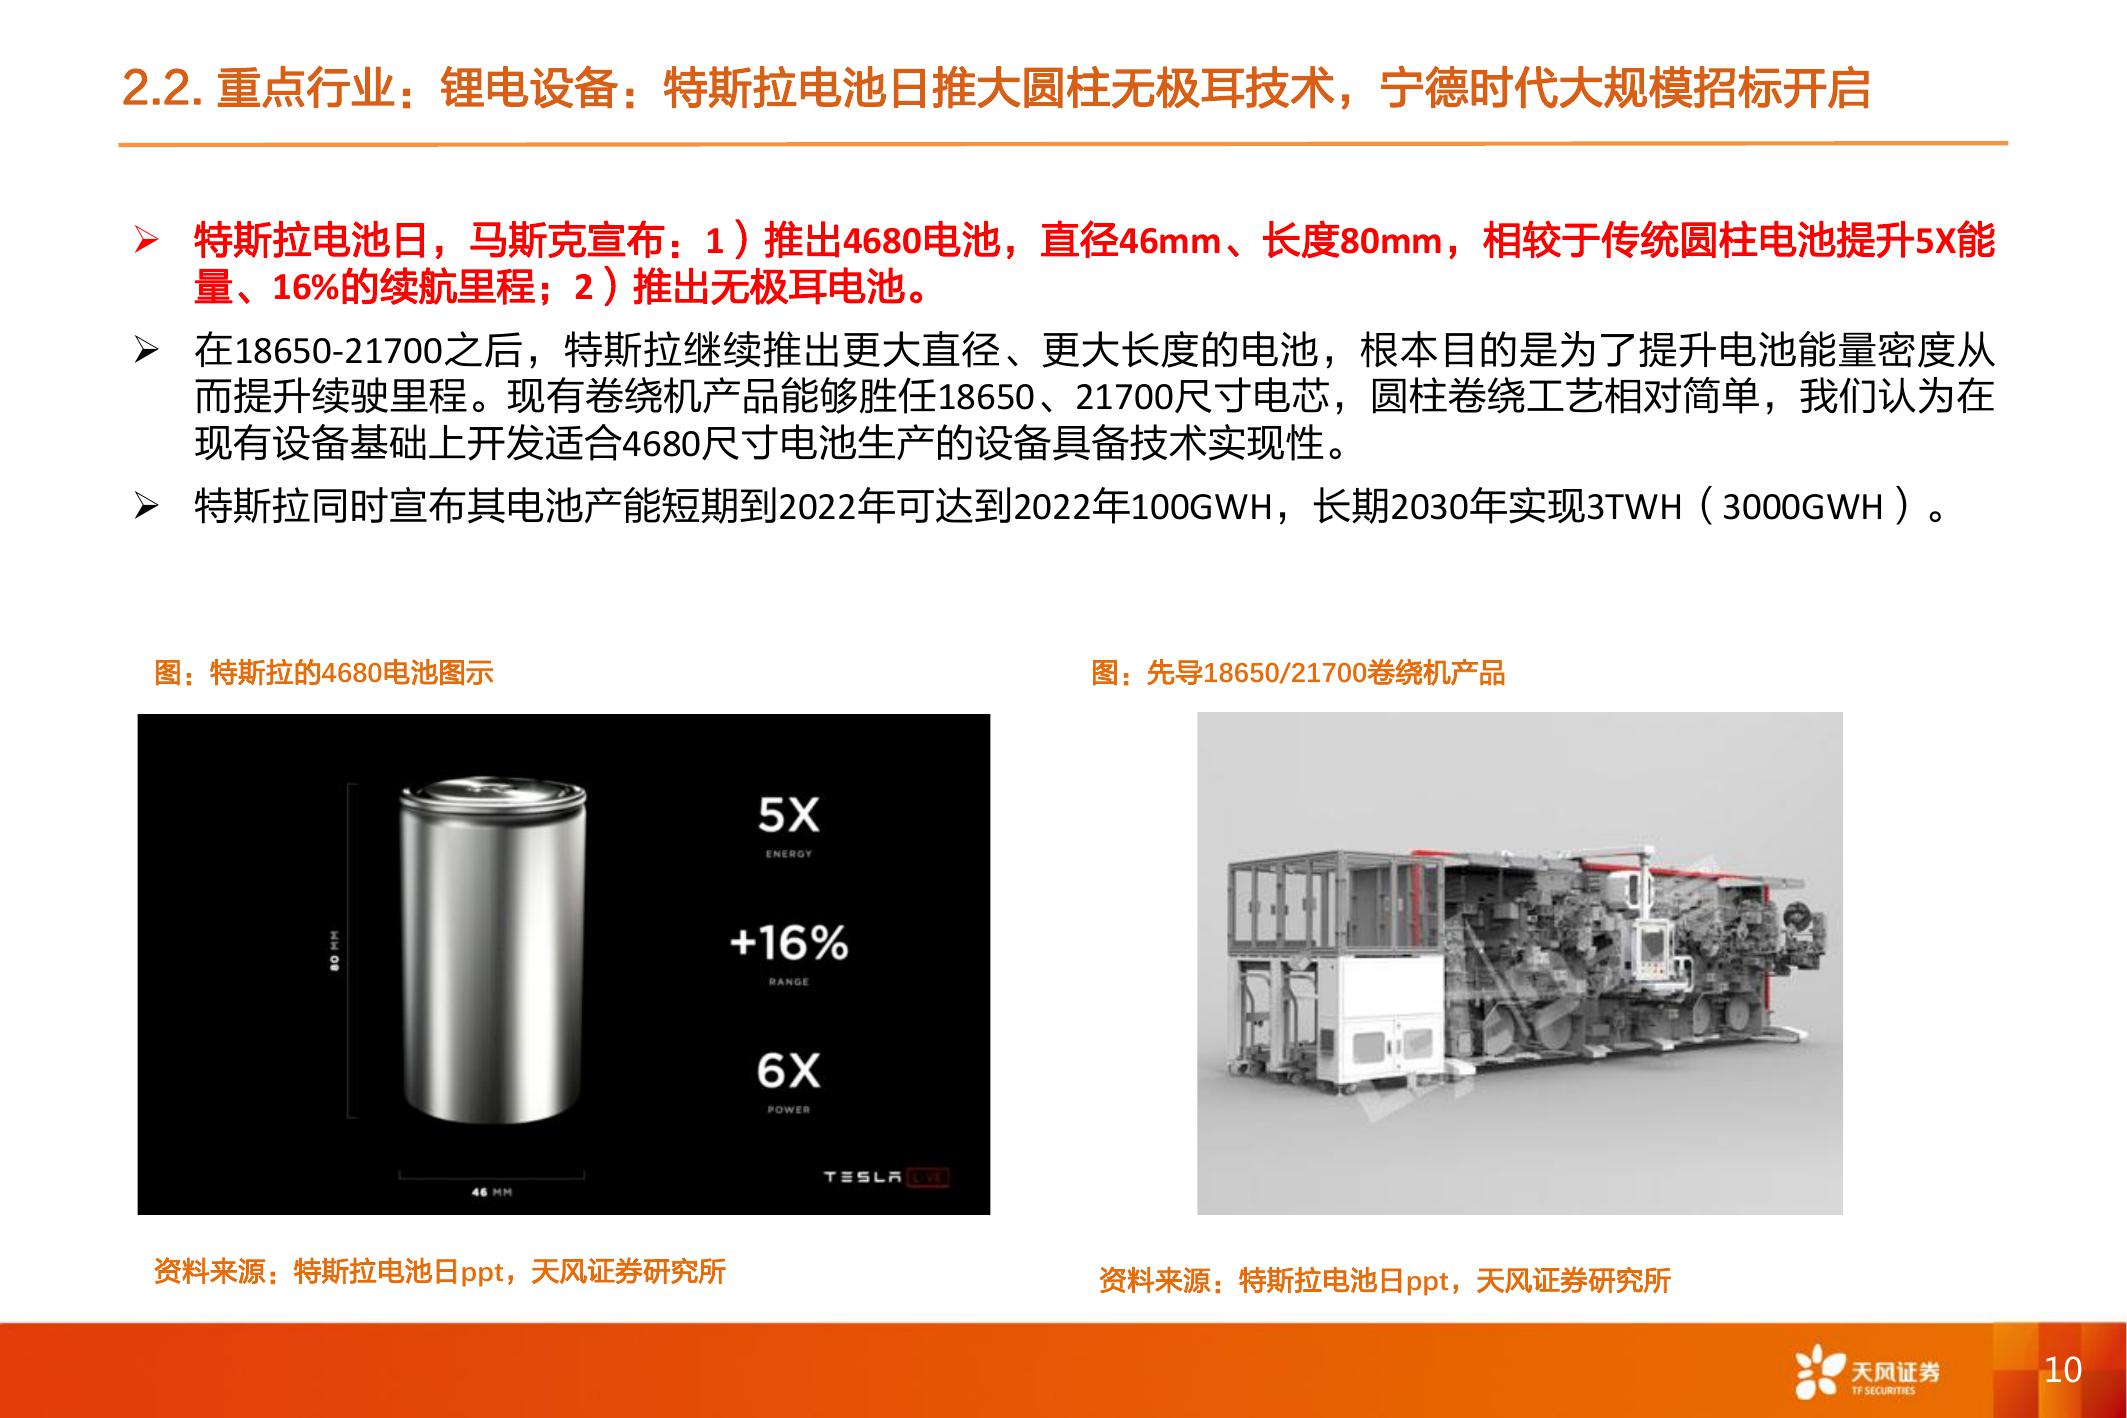 2.2. 重点行业：锂电设备：特斯拉电池日推大圆柱无极耳技术，宁德时代大规模招标开启
特斯拉电池日，马斯克宣布：1）推出4680电池，直径46mm、长度80mm，相较于传统圆柱电池提升5X能
量、16%的续航里程；2）推出无极耳电池。
在18650-21700之后，特斯拉继续推出更大直径、更大长度的电池，根本目的是为了提升电池能量密度从
而提升续驶里程。现有卷绕机产品能够胜任18650、21700尺寸电芯，圆柱卷绕工艺相对简单，我们认为在
现有设备基础上开发适合4680尺寸电池生产的设备具备技术实现性。
特斯拉同时宣布其电池产能短期到2022年可达到2022年100GWH，长期2030年实现3TWH（3000GWH）。
图：特斯拉的4680电池图示
5X
ENERGY
+16%
RANGE
6X
POWER
80 MM
46 MM
TESLA LIVE
资料来源：特斯拉电池日ppt，天风证券研究所
图：先导18650/21700卷绕机产品
资料来源：特斯拉电池日ppt，天风证券研究所
天风证券
TF SECURITIES
10